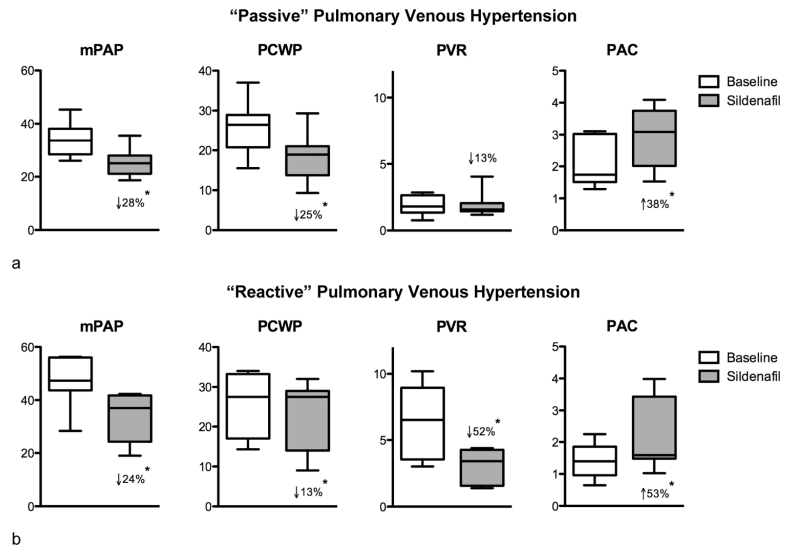 “Passive” Pulmonary Venous Hypertension
a
mPAP PCWP PVR PAC
60 40 10 5
4
40 30 3
20 5 2
20 10 1
0 0 0 0
↓28% * ↓25% * ↓13% ↑38% *
Baseline
Sildenafil
“Reactive” Pulmonary Venous Hypertension
b
mPAP PCWP PVR PAC
60 40 10 5
4
40 30 3
20 5 2
20 10 1
0 0 0 0
↓24% * ↓13% * ↓52% * ↑53% *
Baseline
Sildenafil